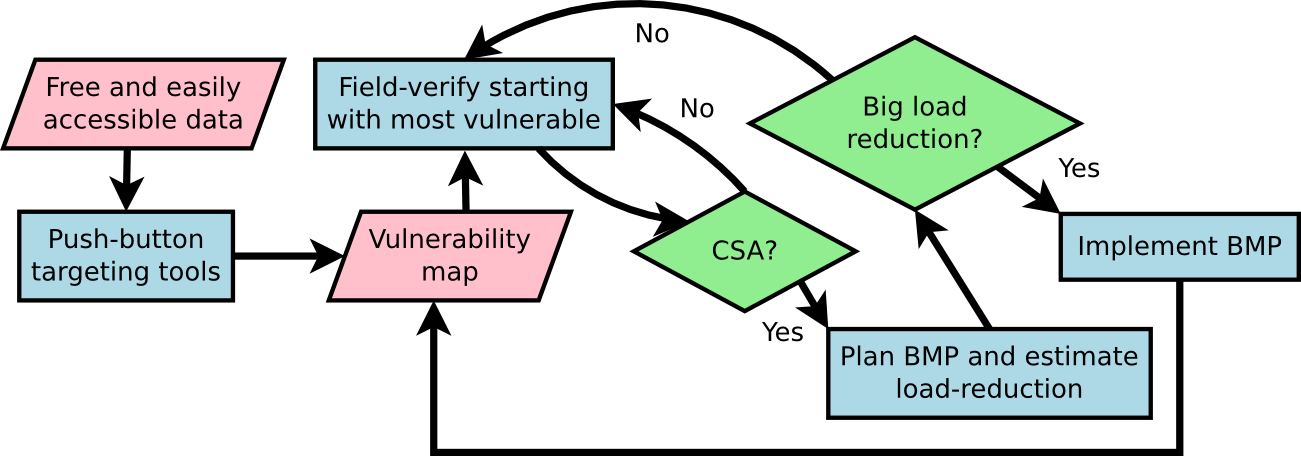 Free and easily
accessible data
Push-button
targeting tools
Vulnerability
map
Field-verify starting
with most vulnerable
No
No
CSA?
Yes
Plan BMP and estimate
load-reduction
Big load
reduction?
Yes
Implement BMP